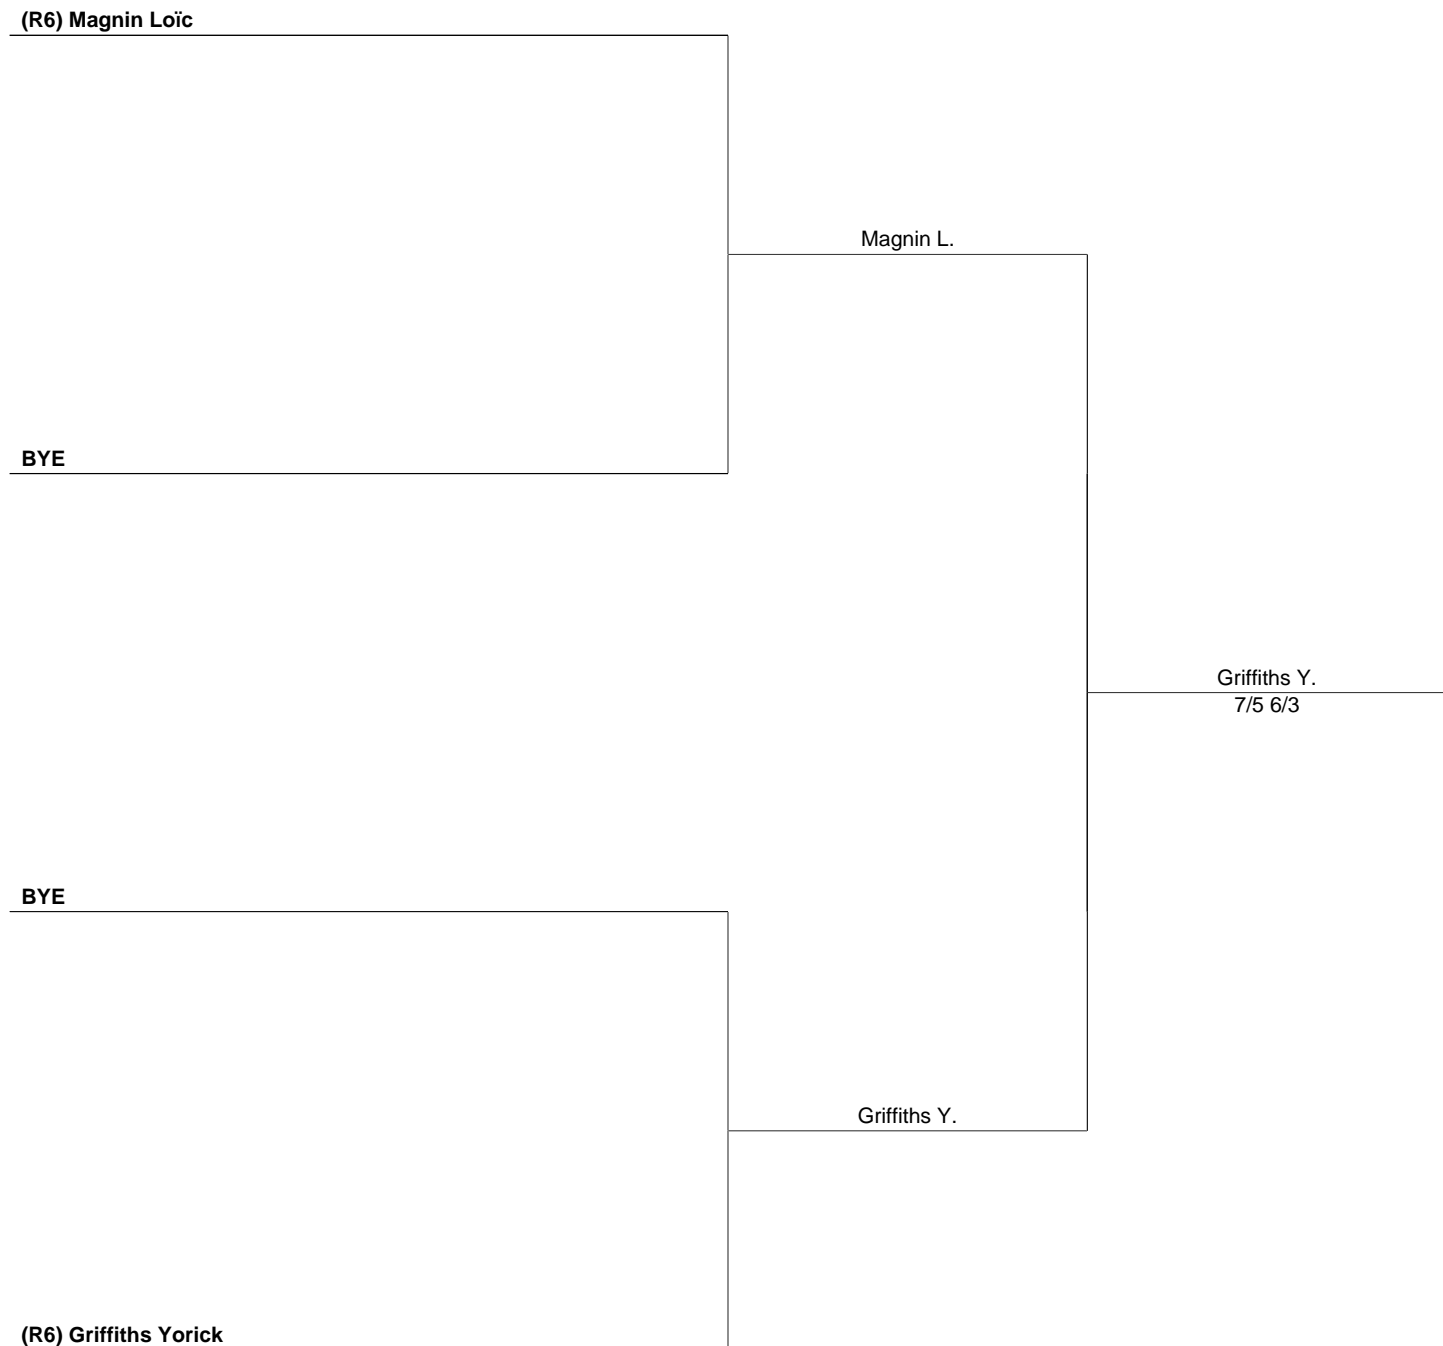 (R6) Magnin Loïc
Magnin L.
BYE
Griffiths Y.
7/5 6/3
BYE
Griffiths Y.
(R6) Griffiths Yorick